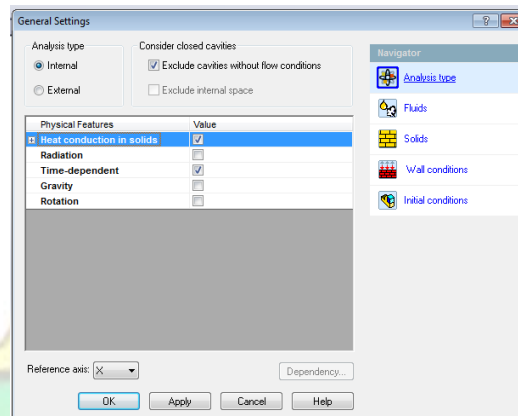 General Settings
Analysis type
Internal
External
Consider closed cavities
Exclude cavities without flow conditions
Exclude internal space
Physical Features Value
Heat conduction in solids
Radiation
Time-dependent
Gravity
Rotation
Reference axis: X
Dependency...
OK Apply Cancel Help
Navigator
Analysis type
Fluids
Solids
Wall conditions
Initial conditions